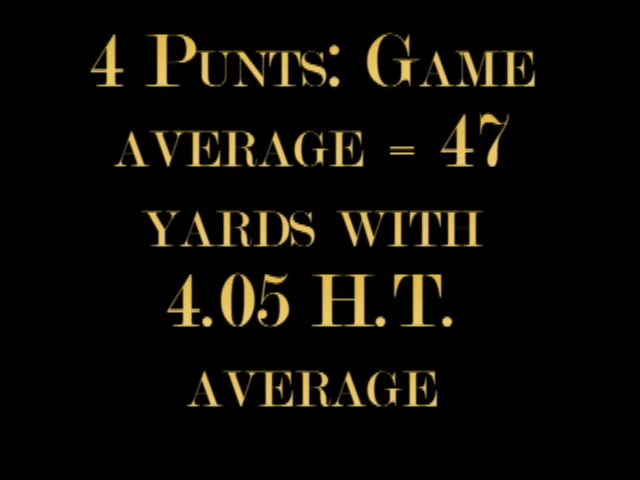 4 Punts: Game
average = 47
yards with
4.05 H.T.
average